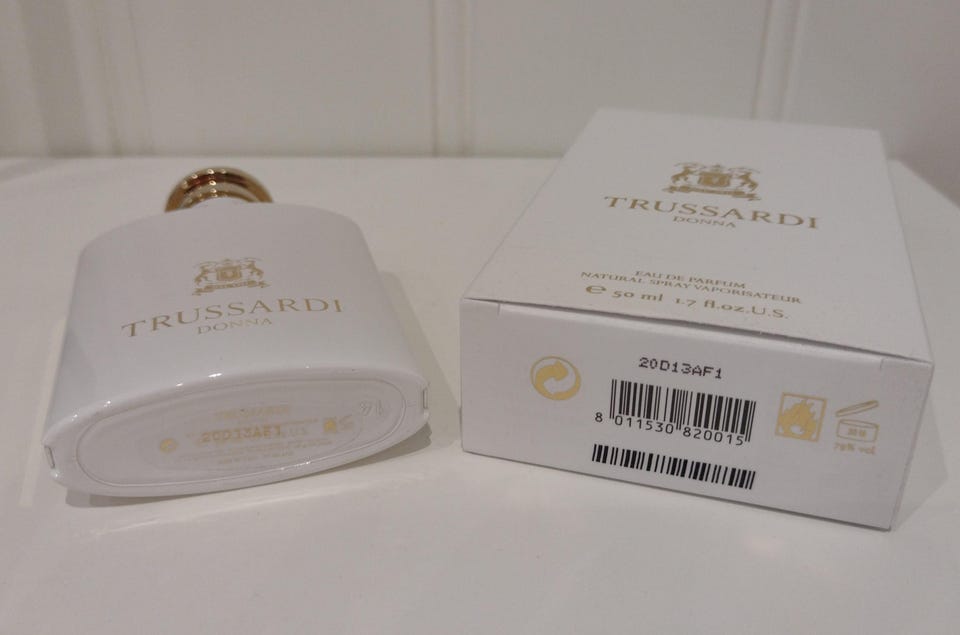 TRUSSARDI
DONNA
20D13AF1
TRUSSARDI
DONNA
EAU DE PARFUM
NATURAL SPRAY VAPORISATEUR
e 50 ml 1.7 fl.oz.U.S.
20D13AF1
8 011530 820015
79% vol